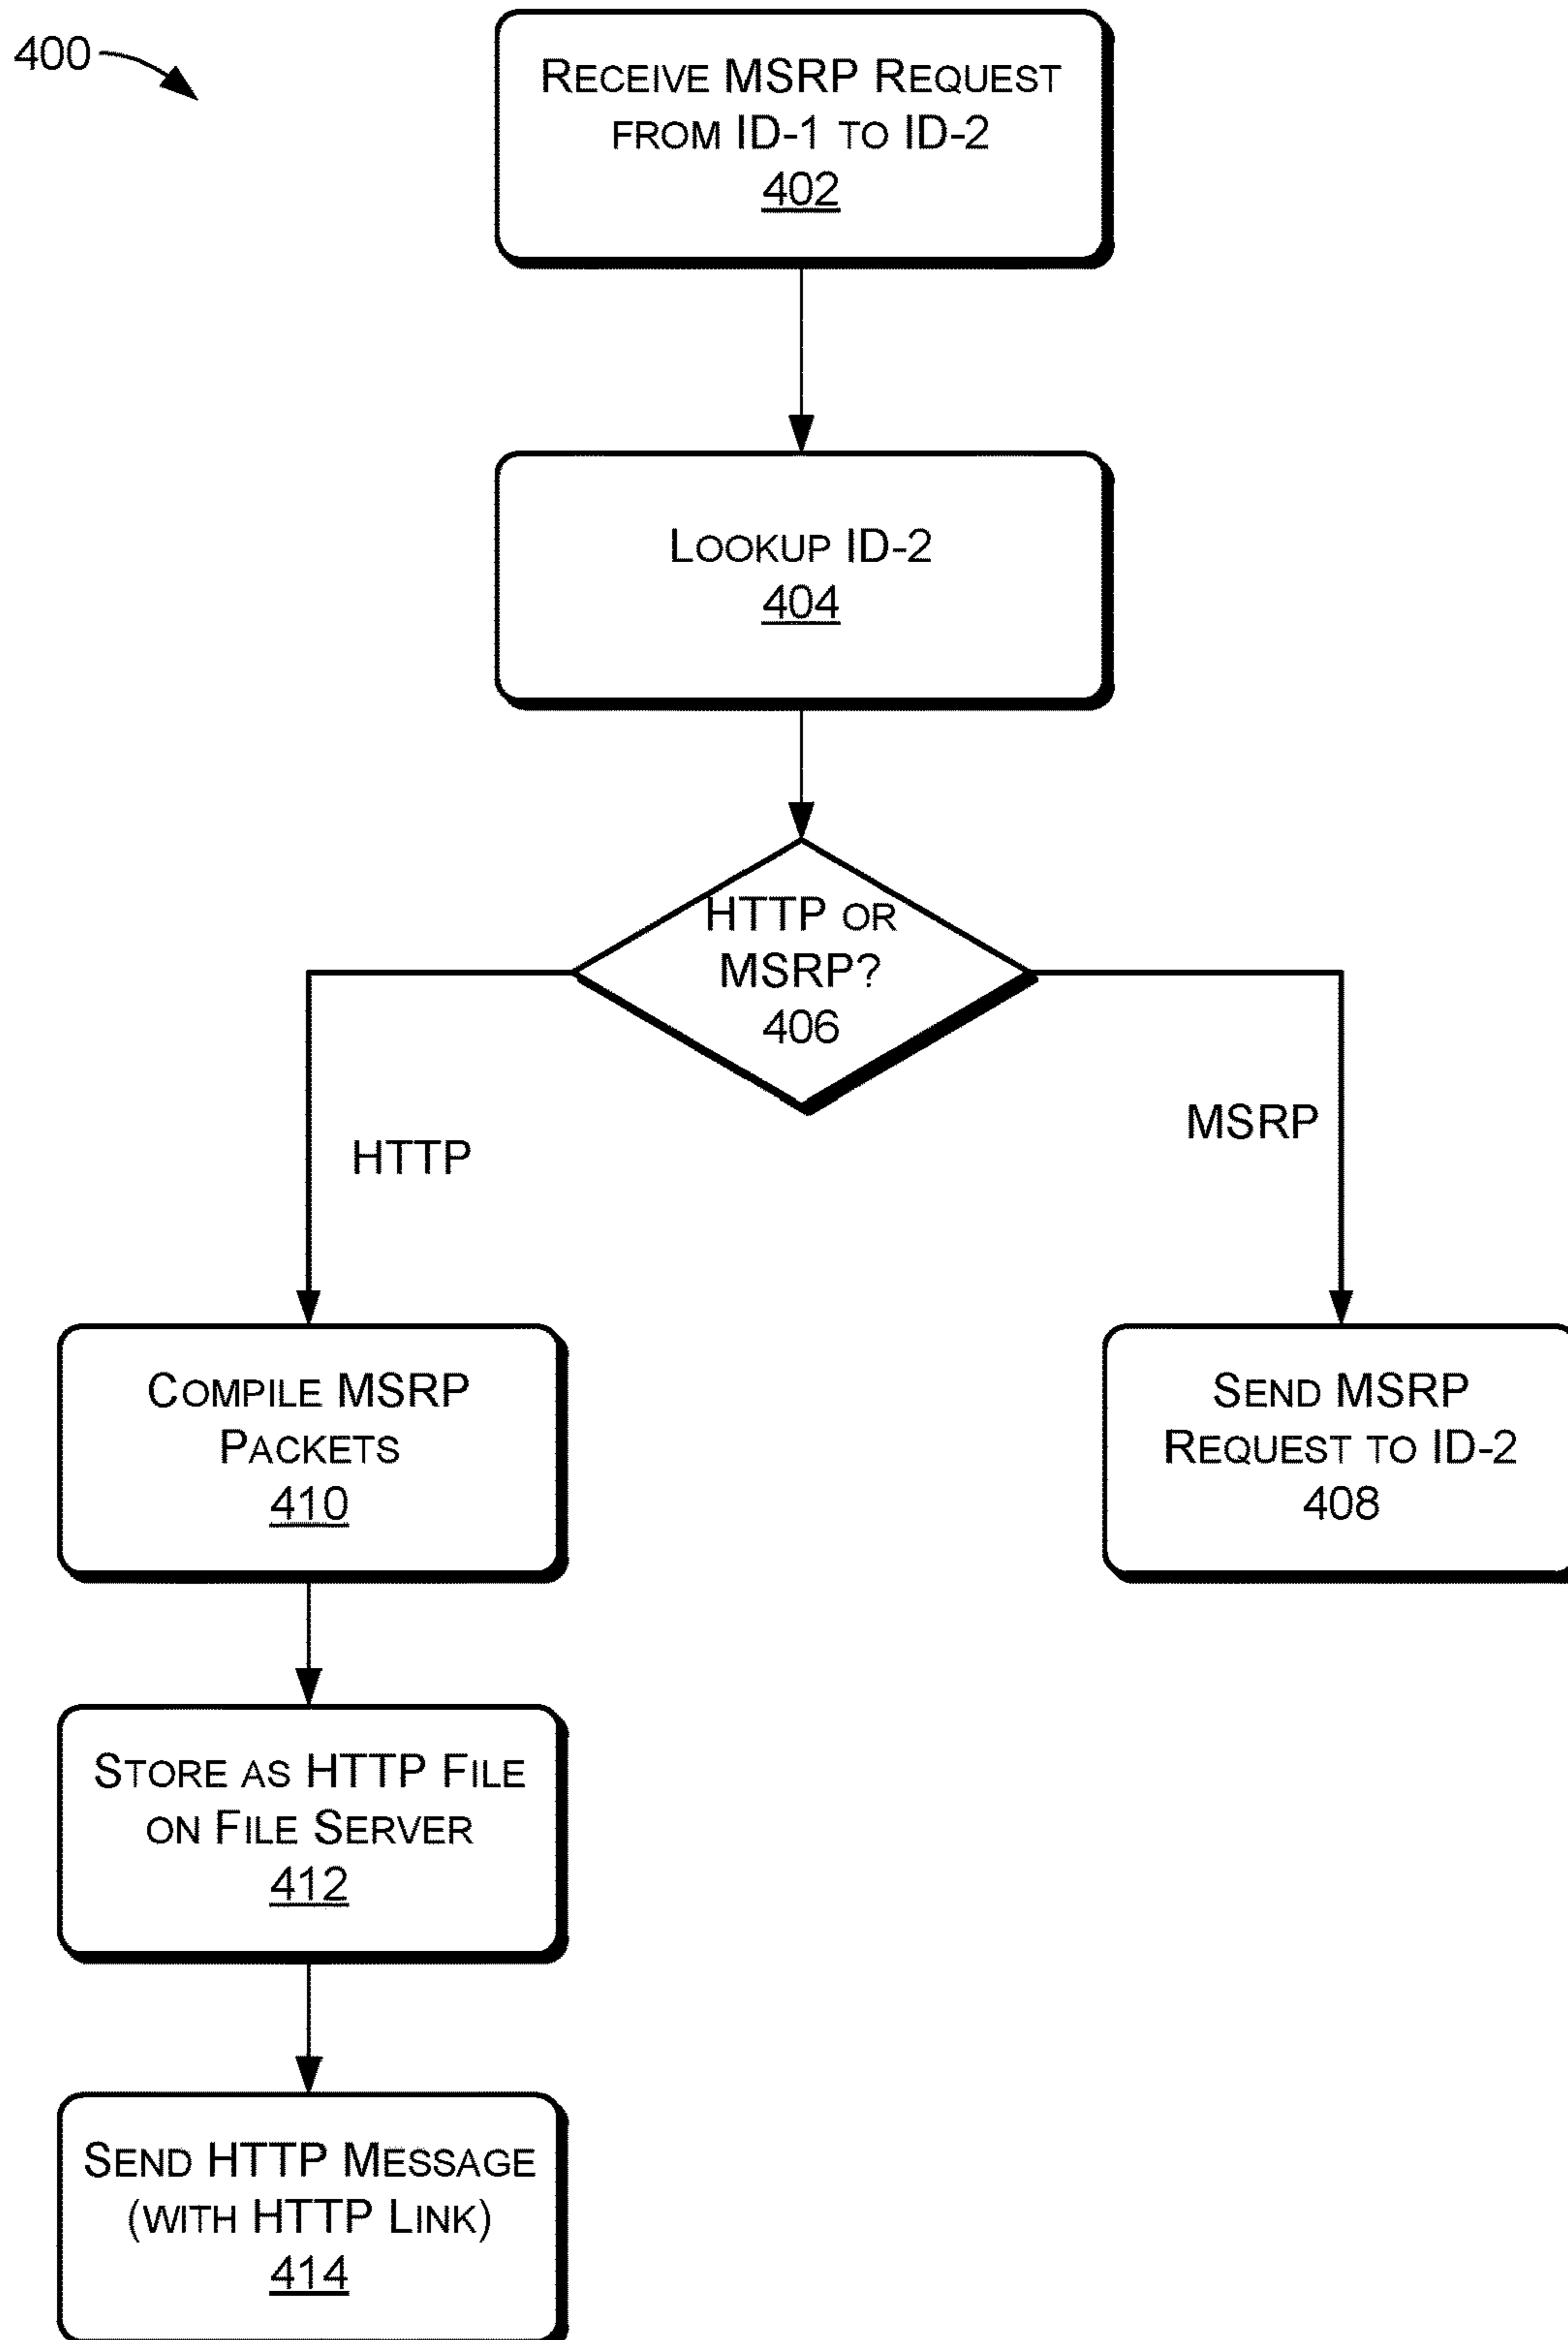 400
RECEIVE MSRP REQUEST
FROM ID-1 TO ID-2
402
LOOKUP ID-2
404
HTTP OR
MSRP?
406
HTTP
MSRP
COMPILE MSRP
PACKETS
410
SEND MSRP
REQUEST TO ID-2
408
STORE AS HTTP FILE
ON FILE SERVER
412
SEND HTTP MESSAGE
(WITH HTTP LINK)
414